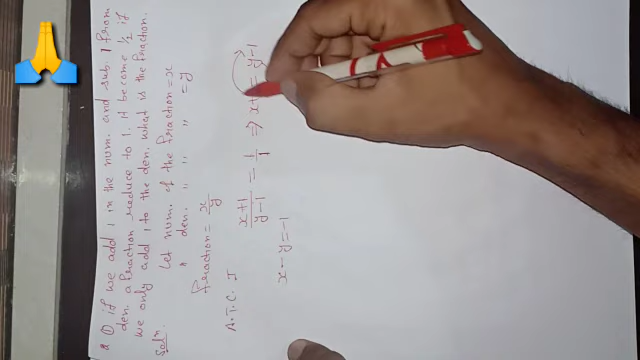 Q ① if we add 1 in the num. and sub. 1 from
den. a fraction reduce to 1. it become 1/2 if
we only add 1 to the den. what is the fraction.
Soln. Let num. of the fraction = x
" den. " " " = y
Fraction = x/y
A.T.C. I
x+1/y-1 = 1/1 ⇒ x+ = y-1
x - y = -1